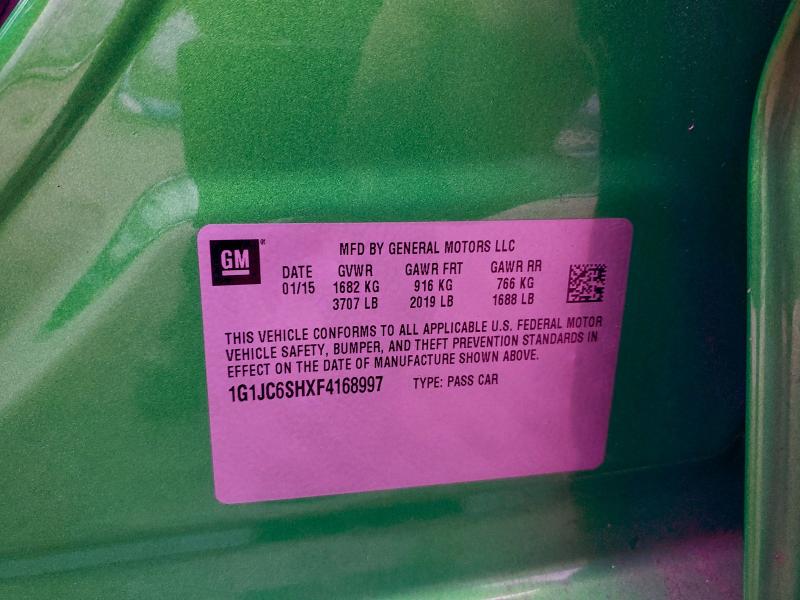 GM
MFD BY GENERAL MOTORS LLC
DATE GVWR GAWR FRT GAWR RR
01/15 1682 KG 916 KG 766 KG
3707 LB 2019 LB 1688 LB
THIS VEHICLE CONFORMS TO ALL APPLICABLE U.S. FEDERAL MOTOR
VEHICLE SAFETY, BUMPER, AND THEFT PREVENTION STANDARDS IN
EFFECT ON THE DATE OF MANUFACTURE SHOWN ABOVE.
1G1JC6SHXF4168997 TYPE: PASS CAR